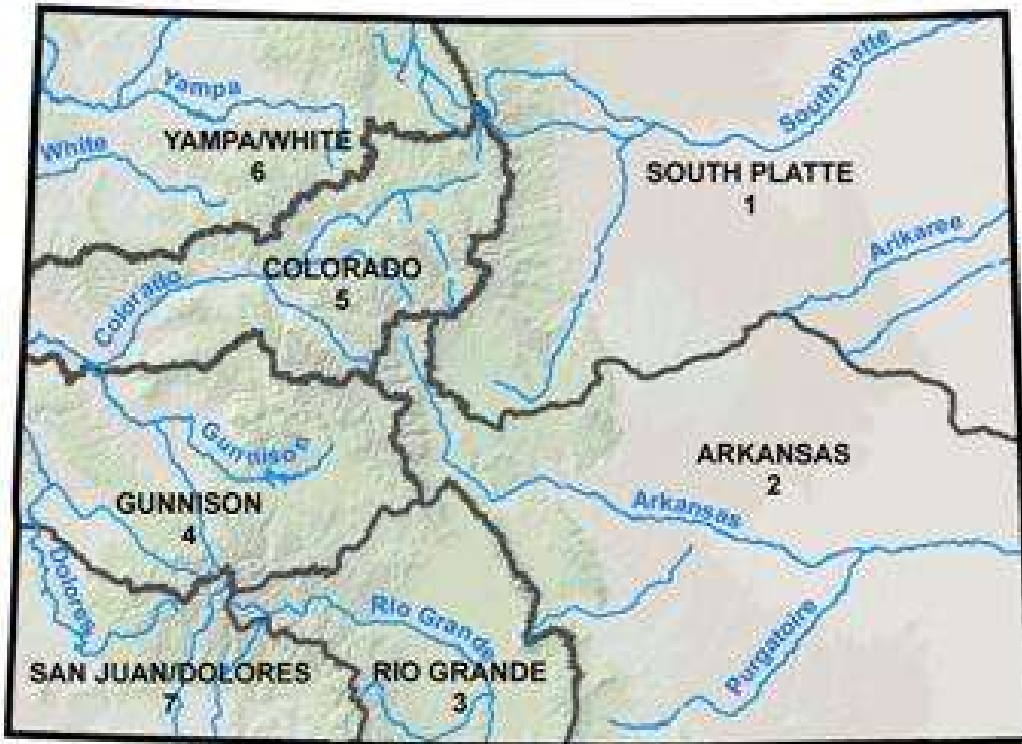 Yampa
South Platte
White
YAMPA/WHITE
6
SOUTH PLATTE
1
Arikaree
Colorado
COLORADO
5
Gunnison
ARKANSAS
2
GUNNISON
4
Arkansas
Dolores
Rio Grande
Purgatoire
SAN JUAN/DOLORES
7
RIO GRANDE
3